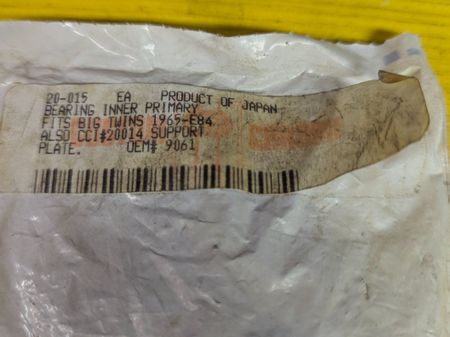 20-015 EA PRODUCT OF JAPAN
BEARING INNER PRIMARY
FITS BIG TWINS 1965-E84
ALSO CCI#20014 SUPPORT
PLATE. OEM# 9061